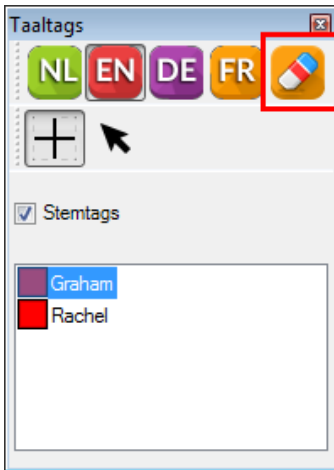 Taaltags
NL EN DE FR
Stemtags
Graham
Rachel